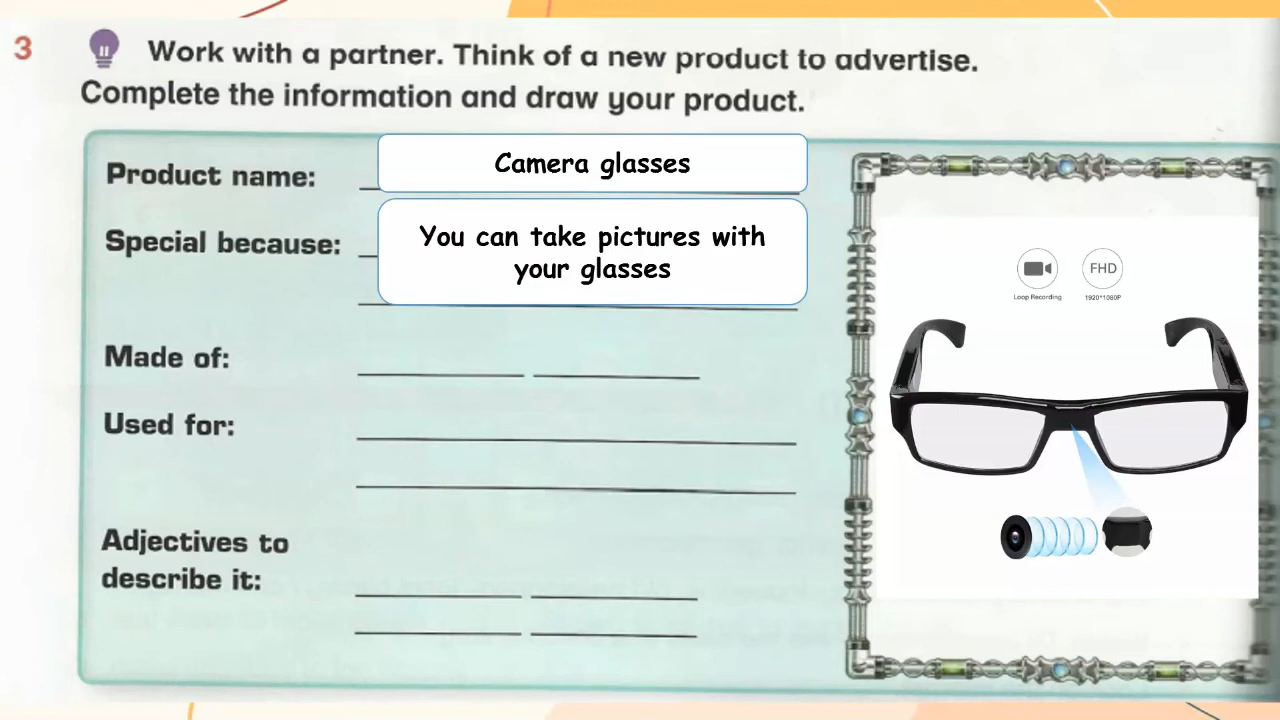 3
Work with a partner. Think of a new product to advertise.
Complete the information and draw your product.
Product name:
Camera glasses
Special because:
You can take pictures with
your glasses
Made of:
Used for:
Adjectives to
describe it:
Loop Recording
FHD
1920*1080P